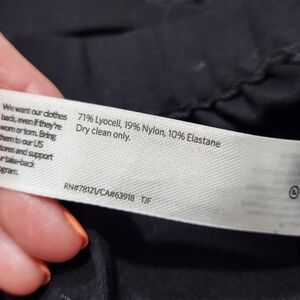 We want our clothes
back, even if they're
worn or torn. Bring
them to our US
stores and support
our take-back
program.
71% Lyocell, 19% Nylon, 10% Elastane
Dry clean only.
RN#78121/CA#63918 TJF